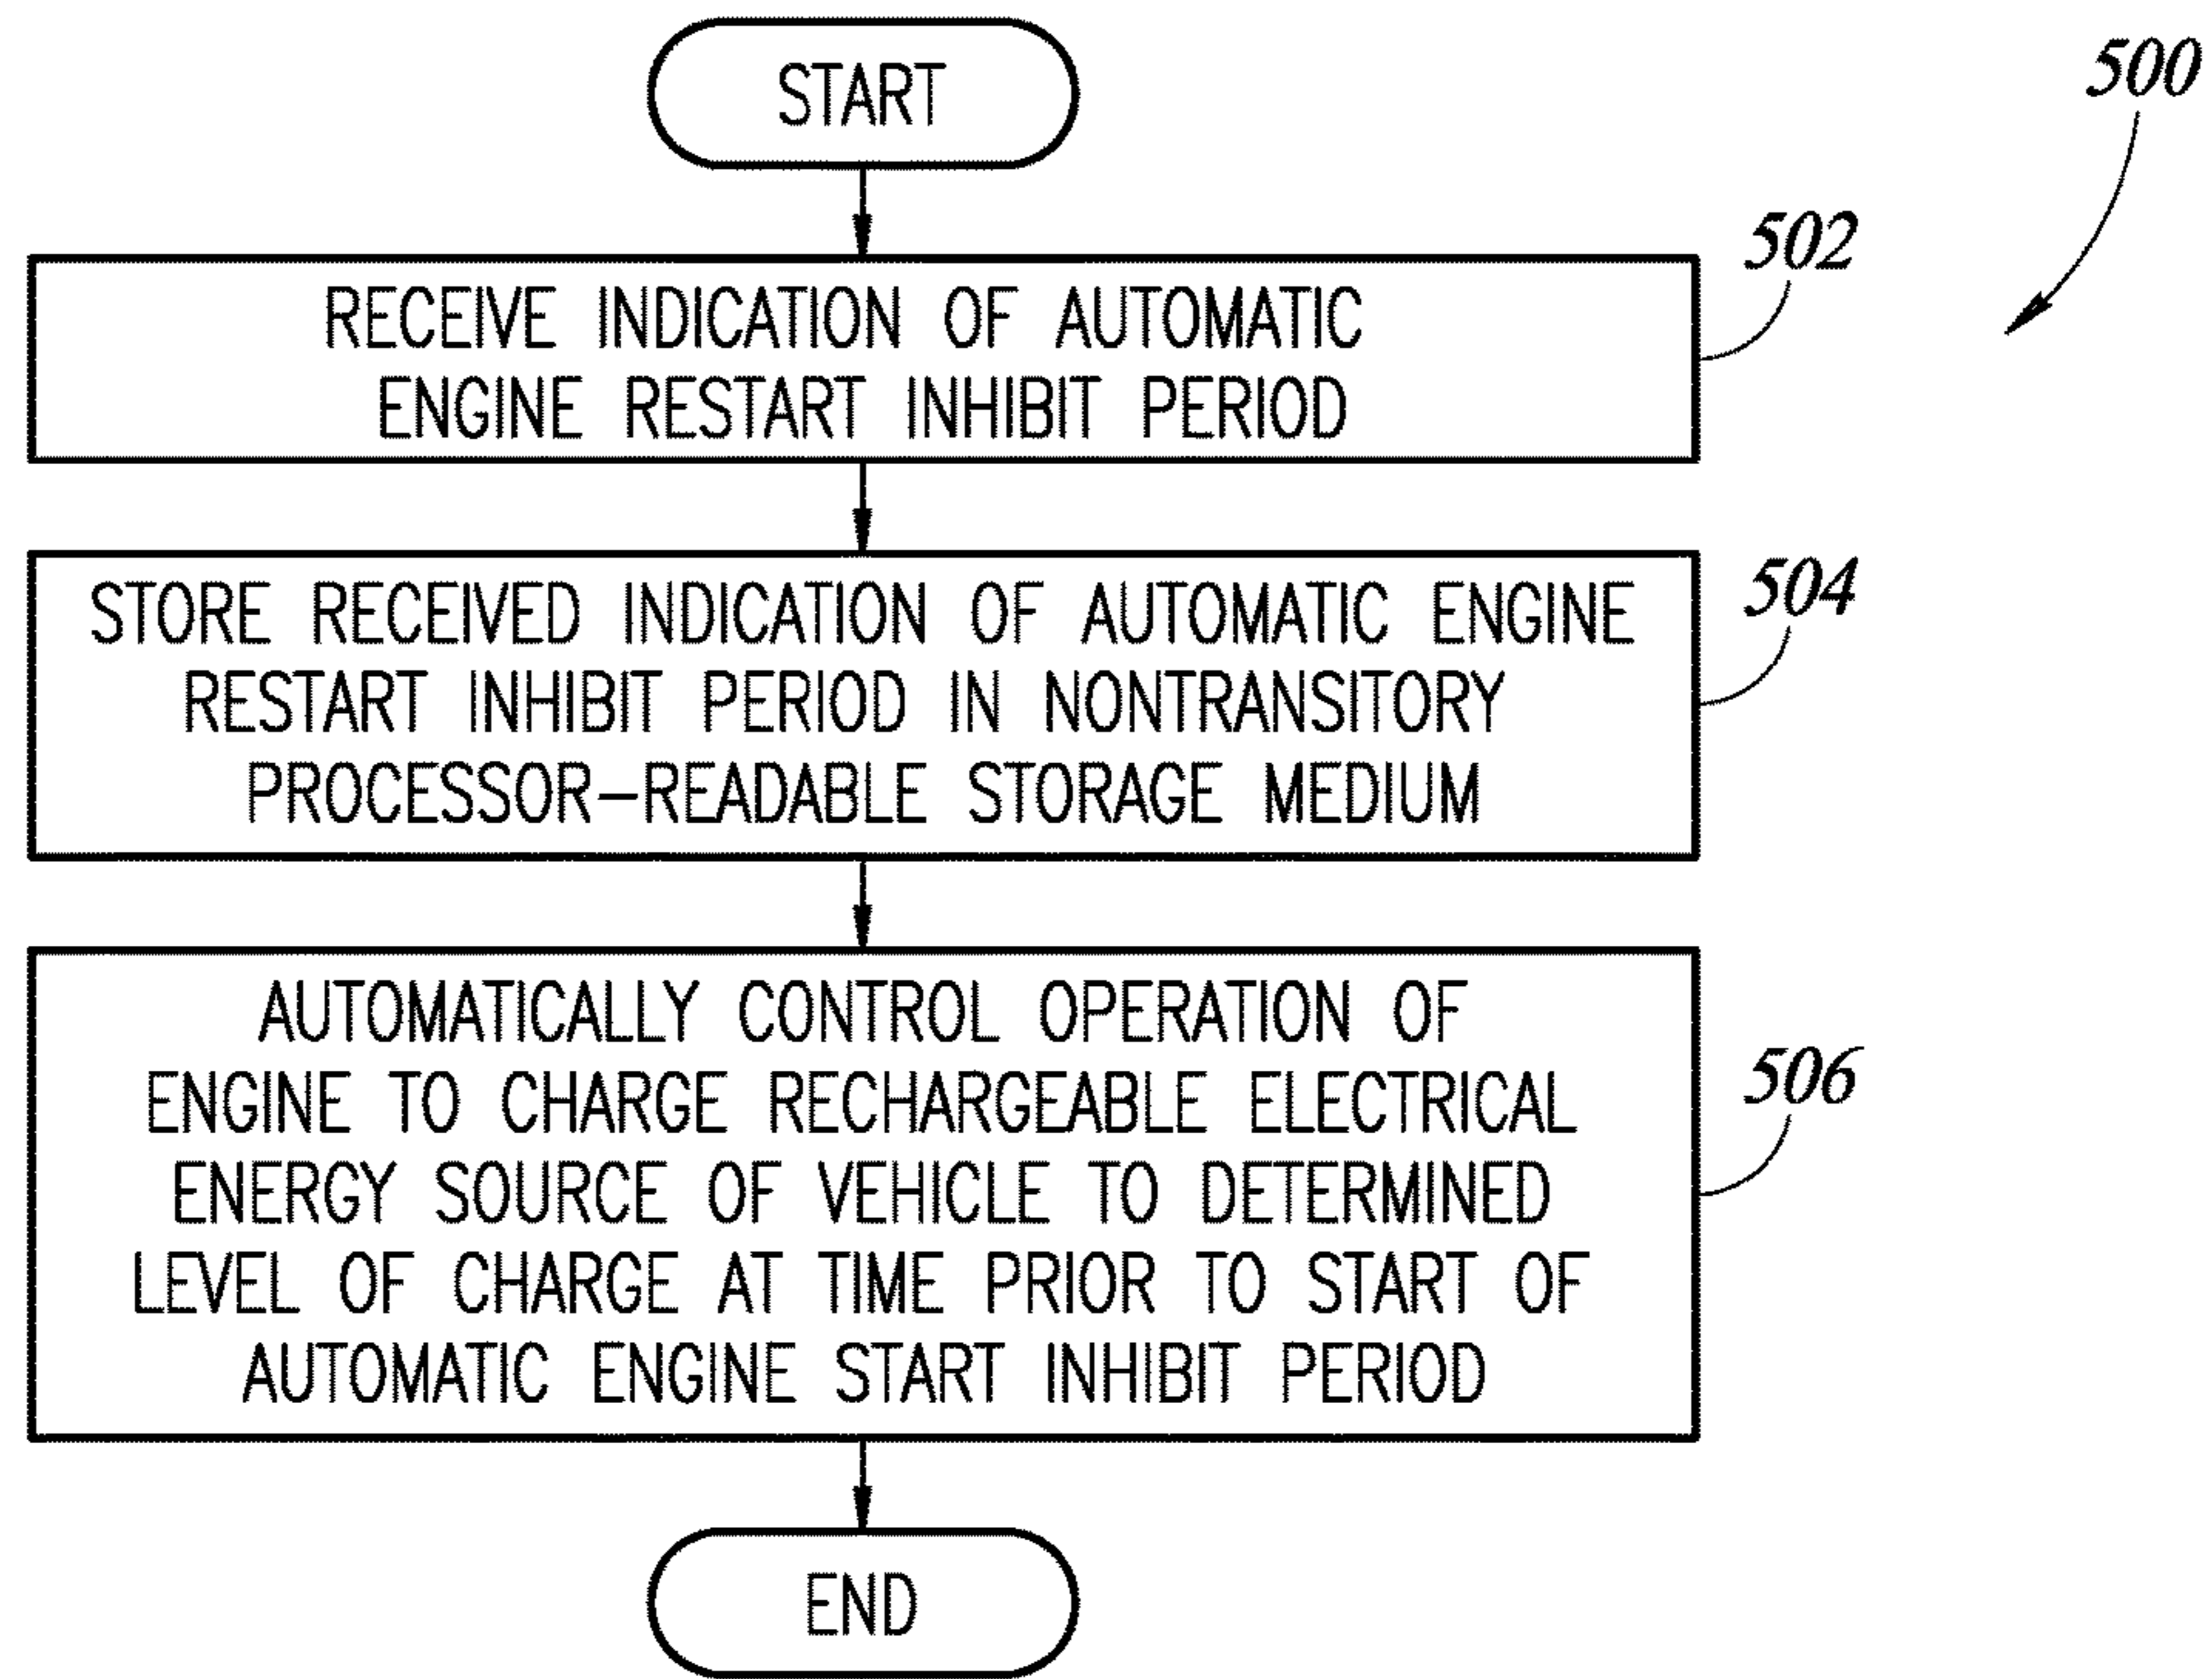 START
500
502
RECEIVE INDICATION OF AUTOMATIC
ENGINE RESTART INHIBIT PERIOD
504
STORE RECEIVED INDICATION OF AUTOMATIC ENGINE
RESTART INHIBIT PERIOD IN NONTRANSITORY
PROCESSOR-READABLE STORAGE MEDIUM
506
AUTOMATICALLY CONTROL OPERATION OF
ENGINE TO CHARGE RECHARGEABLE ELECTRICAL
ENERGY SOURCE OF VEHICLE TO DETERMINED
LEVEL OF CHARGE AT TIME PRIOR TO START OF
AUTOMATIC ENGINE START INHIBIT PERIOD
END